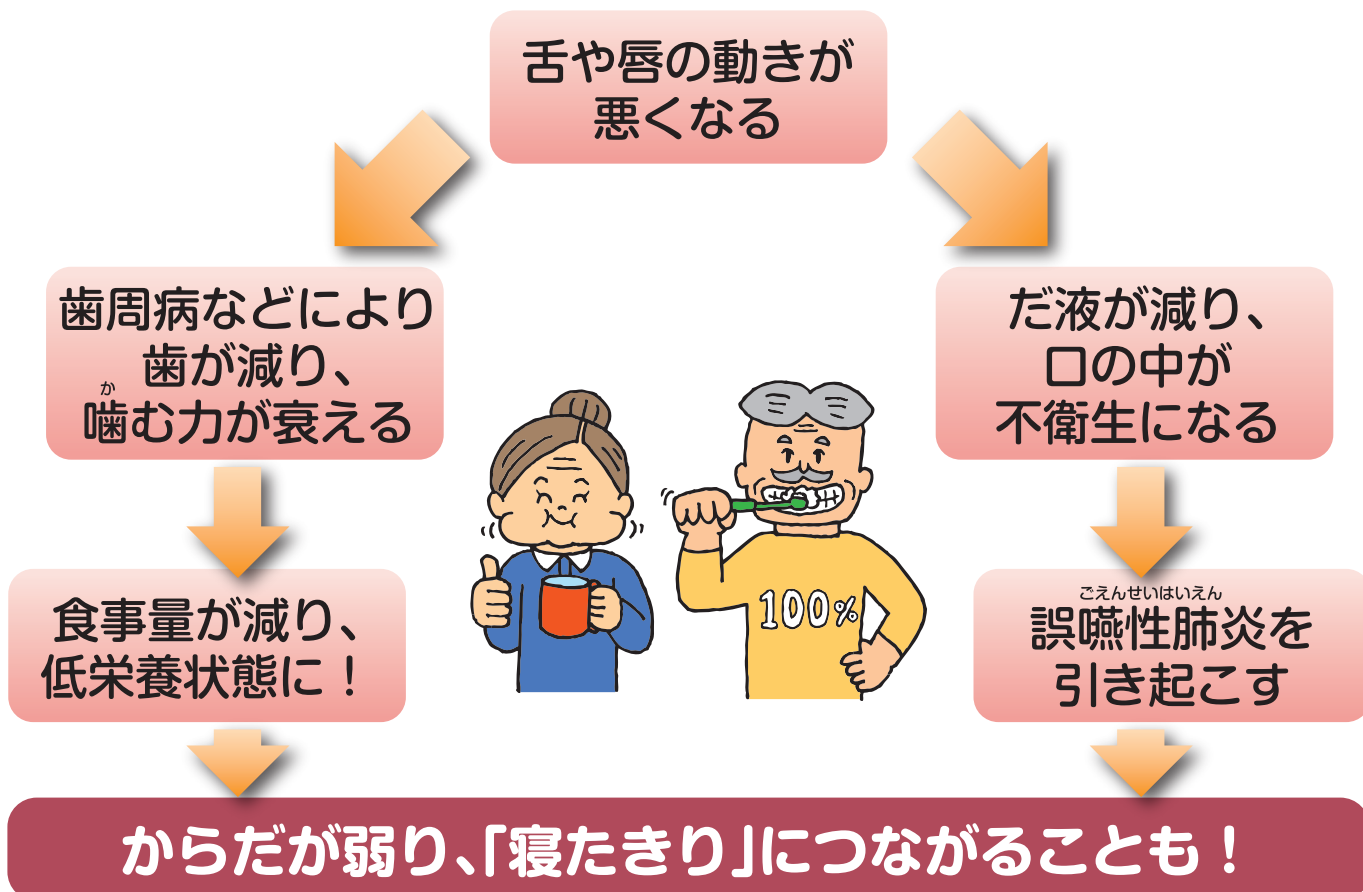 舌や唇の動きが
悪くなる
歯周病などにより
歯が減り、
か
噛む力が衰える
だ液が減り、
口の中が
不衛生になる
食事量が減り、
低栄養状態に！
100%
ごえんせいはいえん
誤嚥性肺炎を
引き起こす
からだが弱り、「寝たきり」につながることも！